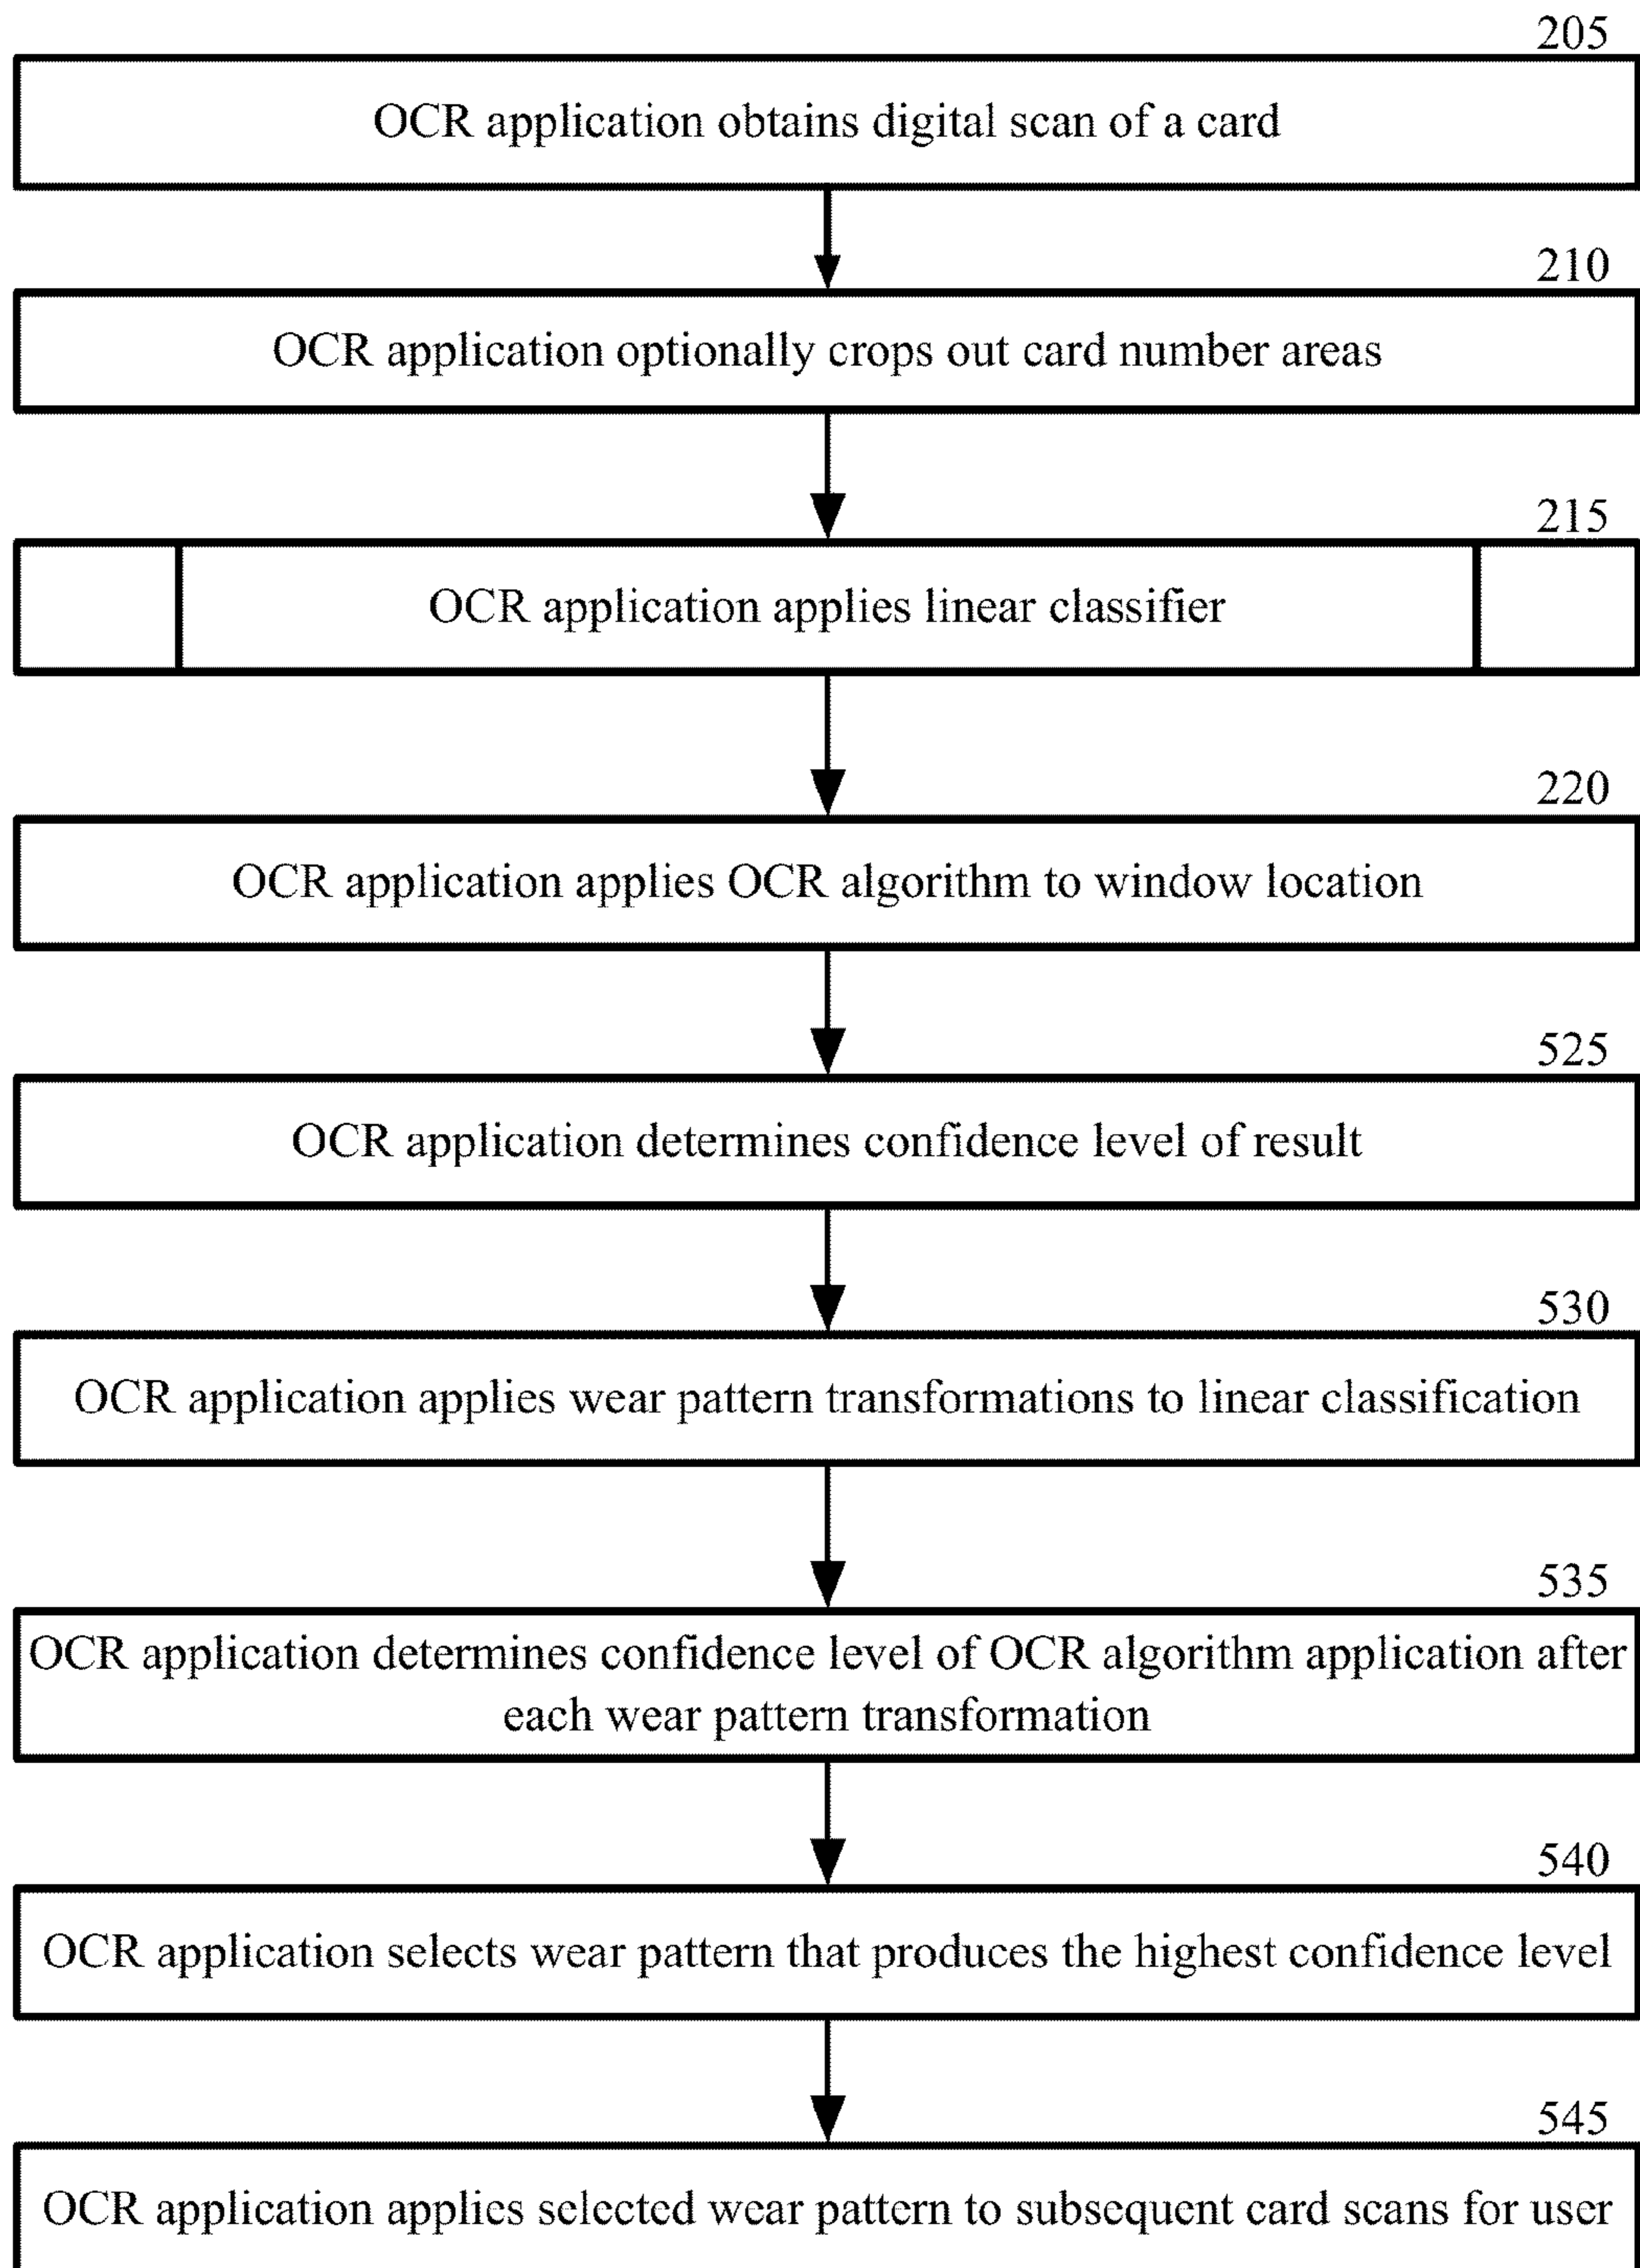 205
OCR application obtains digital scan of a card
210
OCR application optionally crops out card number areas
215
OCR application applies linear classifier
220
OCR application applies OCR algorithm to window location
525
OCR application determines confidence level of result
530
OCR application applies wear pattern transformations to linear classification
535
OCR application determines confidence level of OCR algorithm application after
each wear pattern transformation
540
OCR application selects wear pattern that produces the highest confidence level
545
OCR application applies selected wear pattern to subsequent card scans for user